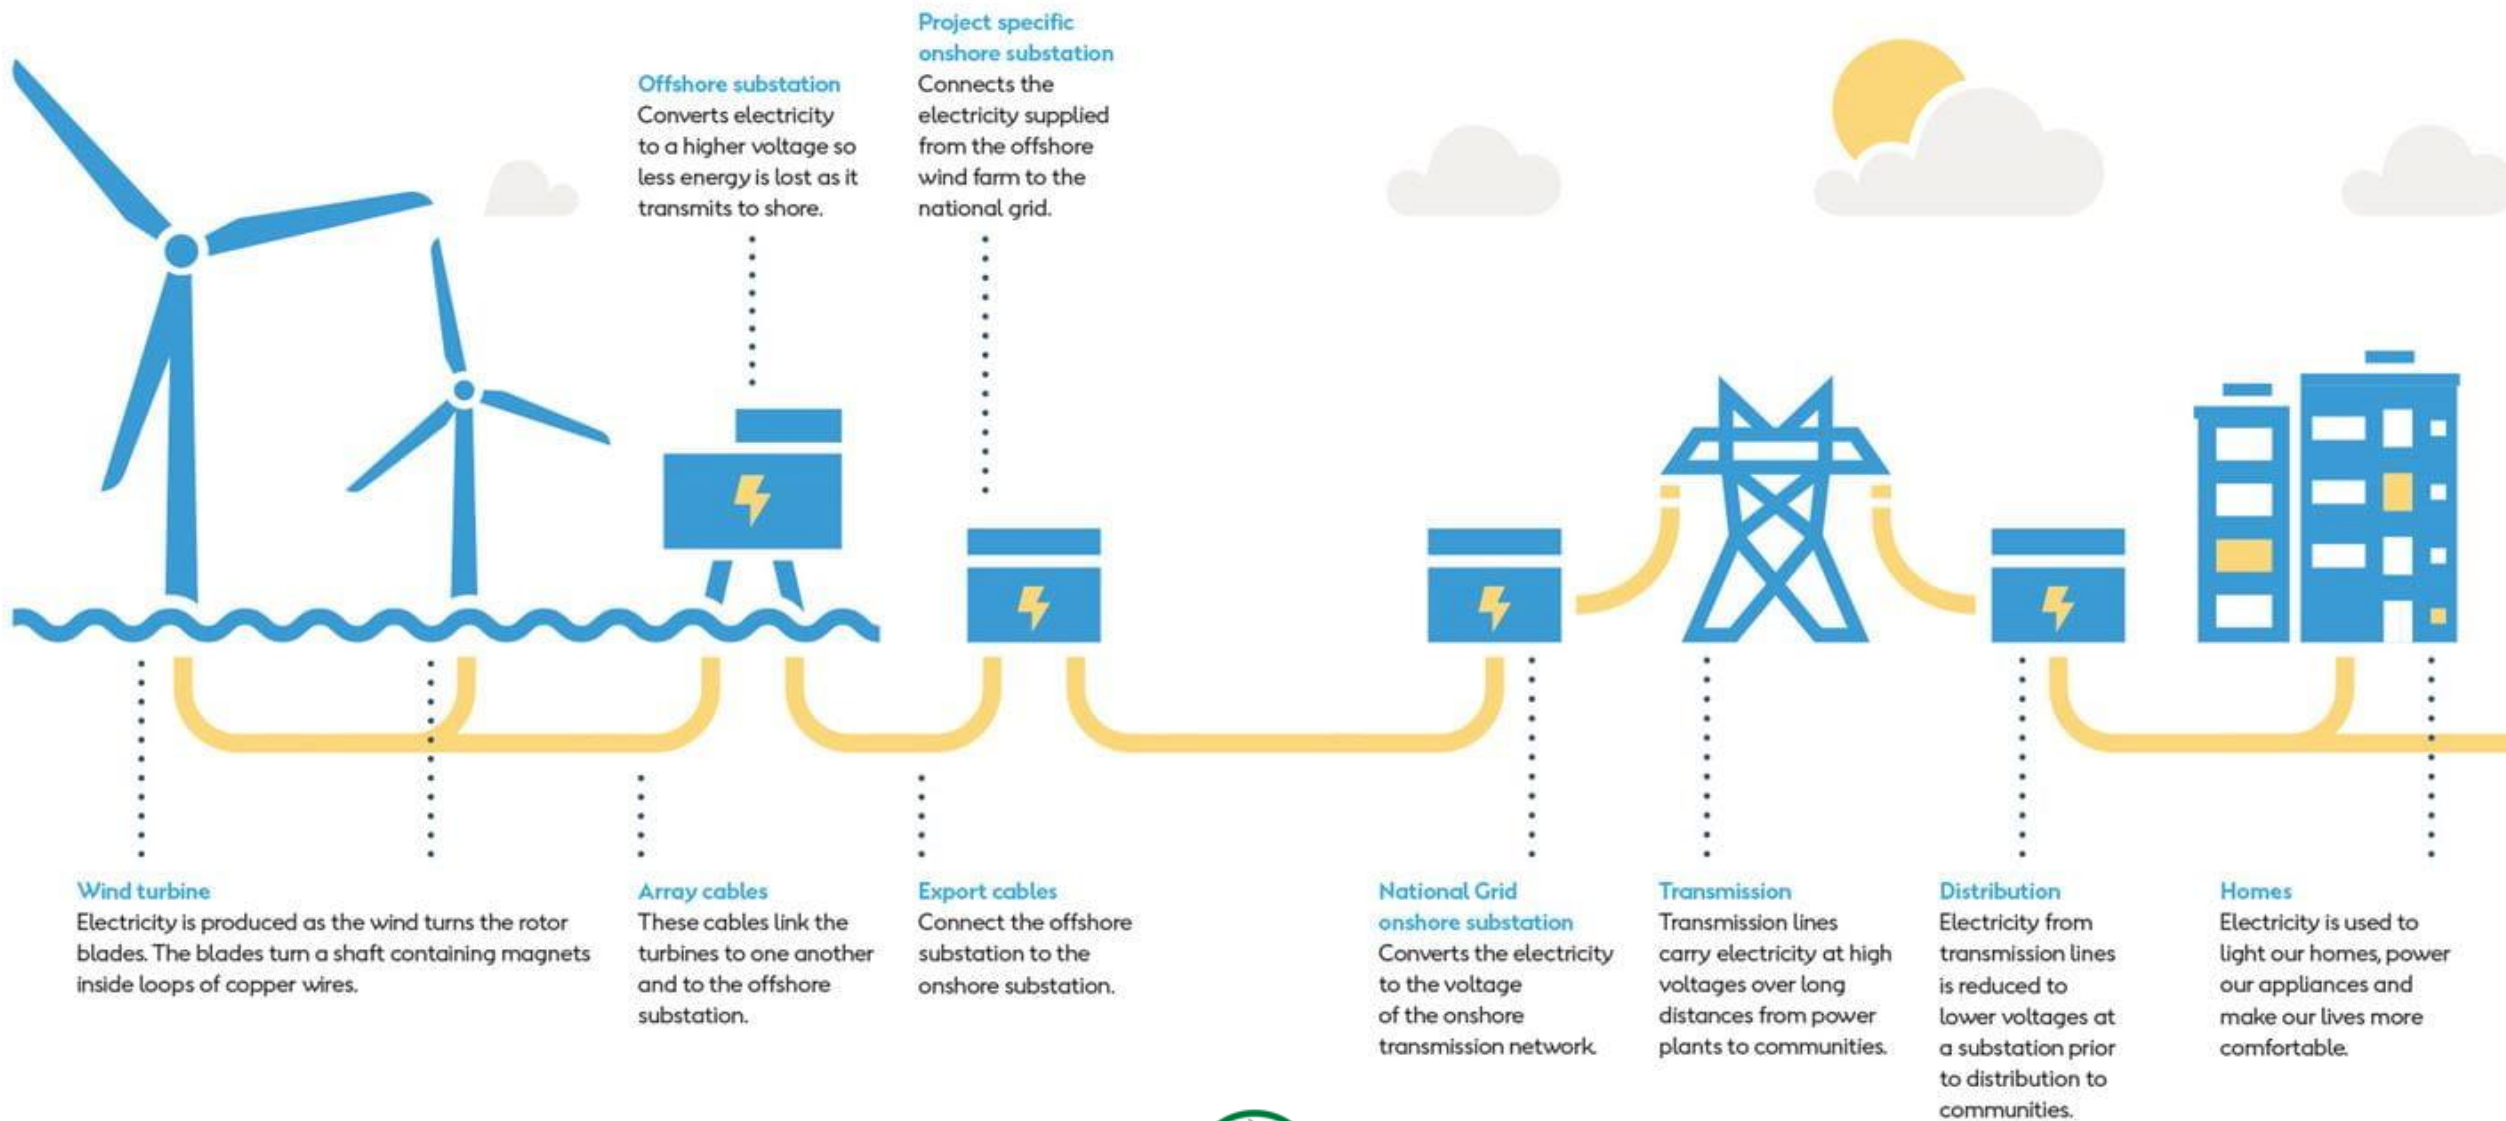 Project specific
onshore substation
Connects the
electricity supplied
from the offshore
wind farm to the
national grid.
Offshore substation
Converts electricity
to a higher voltage so
less energy is lost as it
transmits to shore.
Wind turbine
Electricity is produced as the wind turns the rotor
blades. The blades turn a shaft containing magnets
inside loops of copper wires.
Array cables
These cables link the
turbines to one another
and to the offshore
substation.
Export cables
Connect the offshore
substation to the
onshore substation.
National Grid
onshore substation
Converts the electricity
to the voltage
of the onshore
transmission network.
Transmission
Transmission lines
carry electricity at high
voltages over long
distances from power
plants to communities.
Distribution
Electricity from
transmission lines
is reduced to
lower voltages at
a substation prior
to distribution to
communities.
Homes
Electricity is used to
light our homes, power
our appliances and
make our lives more
comfortable.